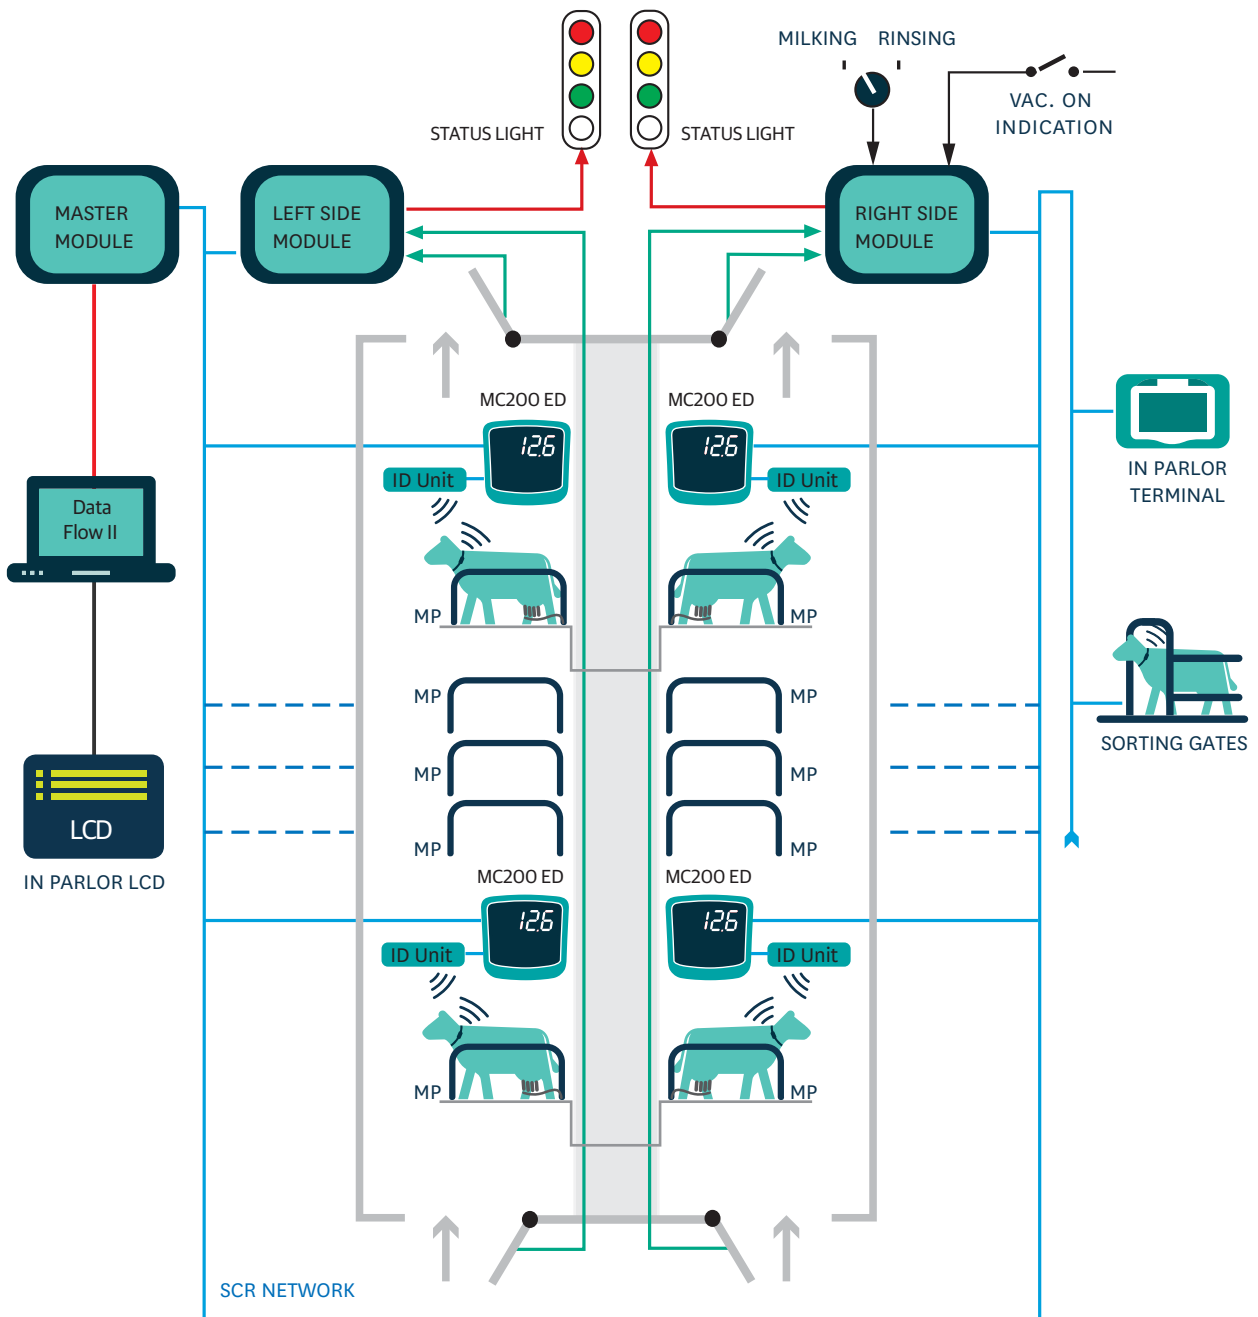 MILKING RINSING
STATUS LIGHT
STATUS LIGHT
VAC. ON
INDICATION
MASTER
MODULE
LEFT SIDE
MODULE
RIGHT SIDE
MODULE
MC200 ED
MC200 ED
12.6
12.6
ID Unit
ID Unit
IN PARLOR
TERMINAL
Data
Flow II
MP
MP
MP
MP
MP
MP
MP
MP
SORTING GATES
LCD
IN PARLOR LCD
MC200 ED
MC200 ED
12.6
12.6
ID Unit
ID Unit
MP
MP
SCR NETWORK